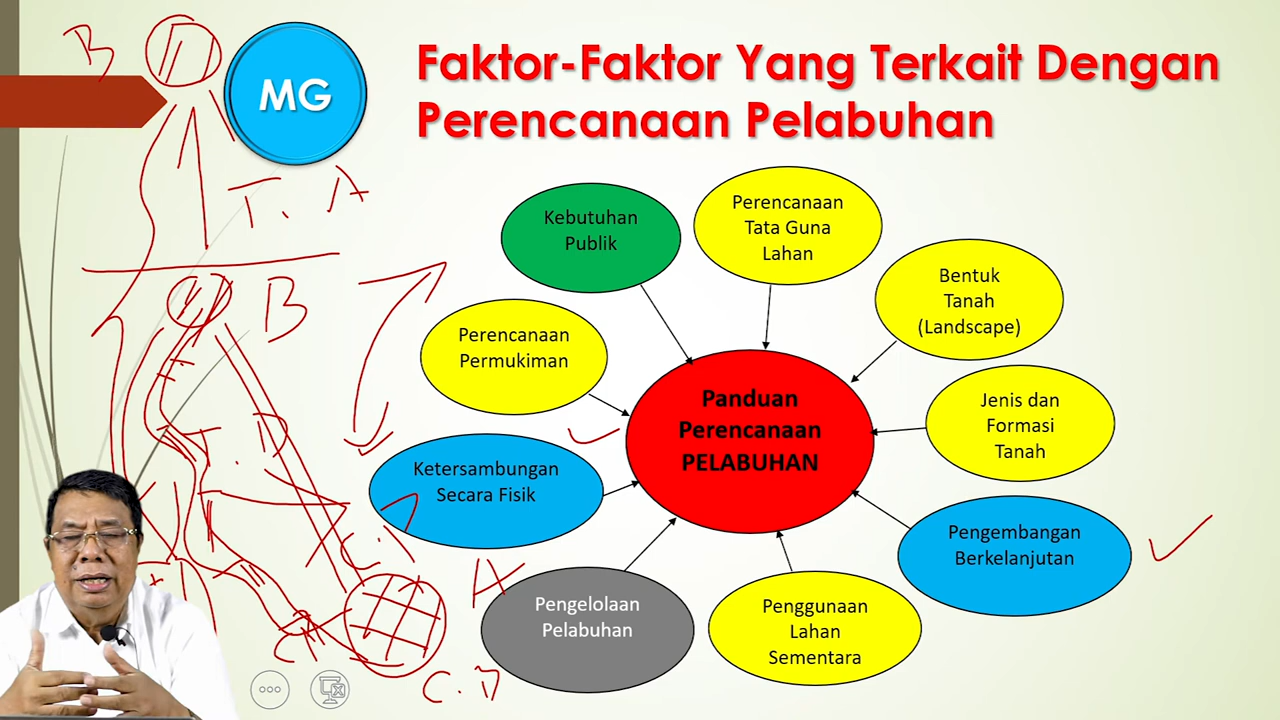 B
MG
Faktor-Faktor Yang Terkait Dengan
Perencanaan Pelabuhan
T. A
B
Kebutuhan
Publik
Perencanaan
Tata Guna
Lahan
Bentuk
Tanah
(Landscape)
Perencanaan
Permukiman
Panduan
Perencanaan
PELABUHAN
Jenis dan
Formasi
Tanah
Ketersambungan
Secara Fisik
Pengembangan
Berkelanjutan
A
Pengelolaan
Pelabuhan
Penggunaan
Lahan
Sementara
C.D